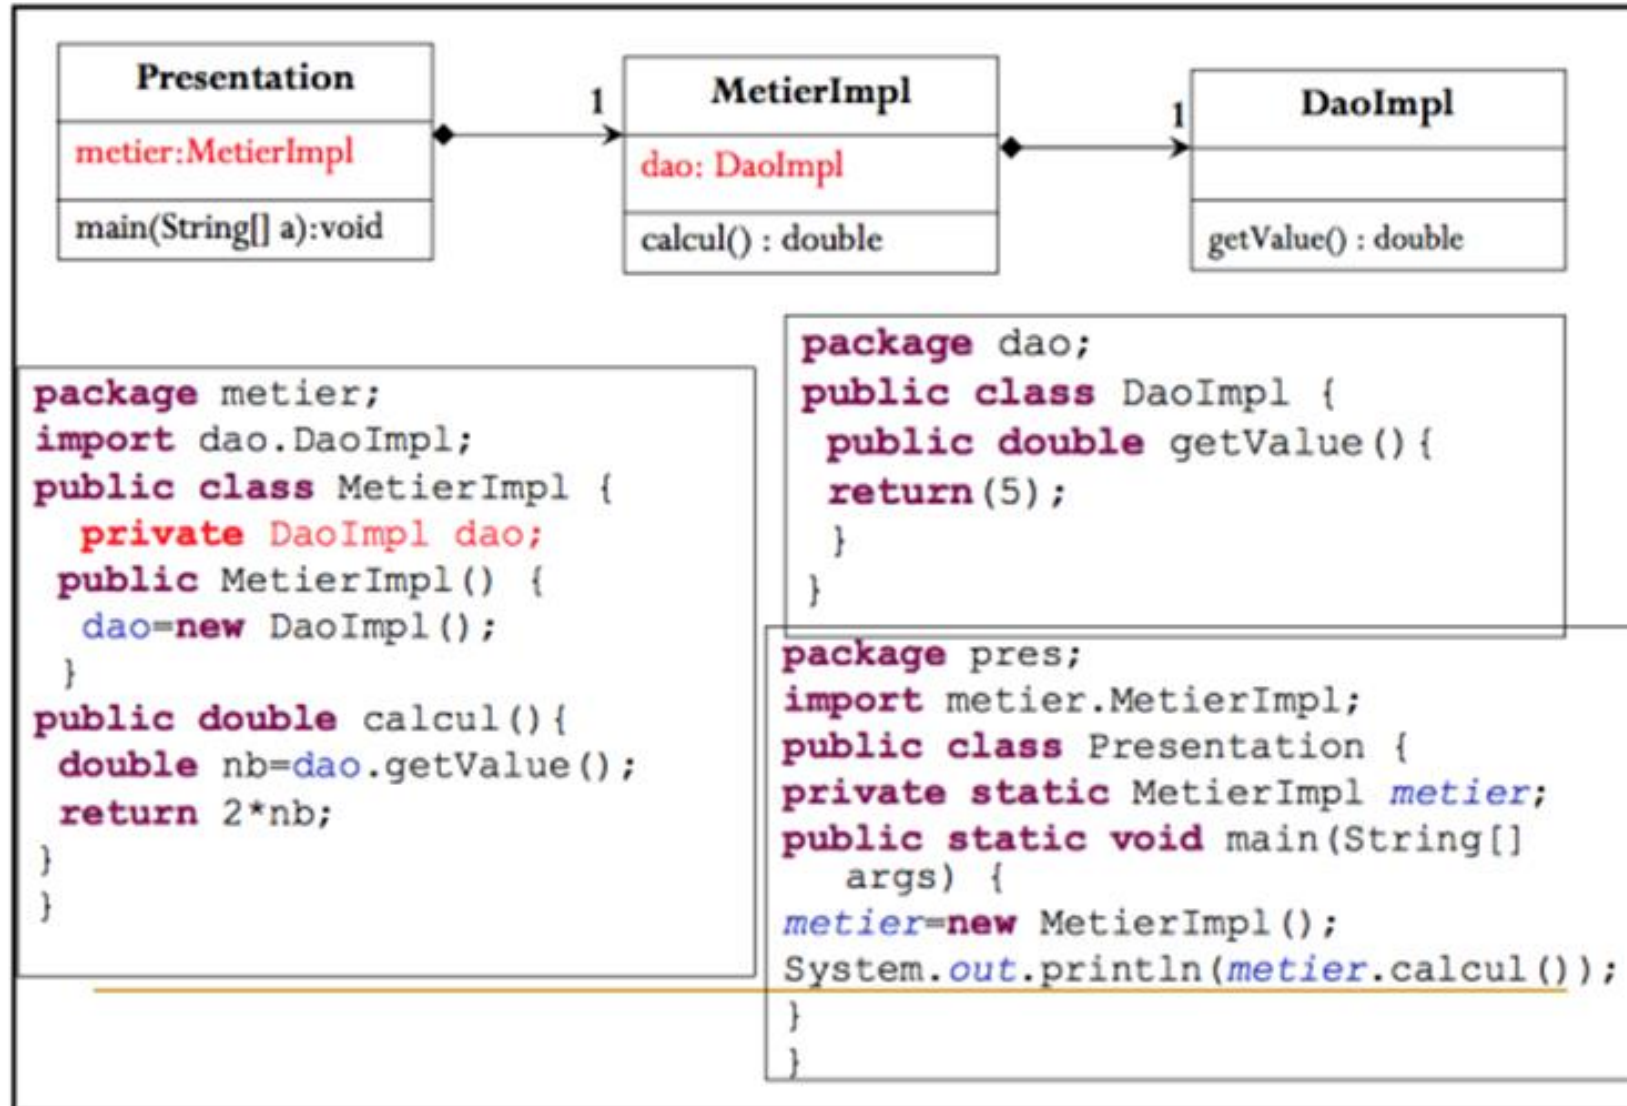 Presentation
metier:MetierImpl
main(String[] a):void
1
MetierImpl
dao: DaoImpl
calcul() : double
1
DaoImpl
getValue() : double
package metier;
import dao.DaoImpl;
public class MetierImpl {
private DaoImpl dao;
public MetierImpl() {
dao=new DaoImpl();
}
public double calcul(){
double nb=dao.getValue();
return 2*nb;
}
}
package dao;
public class DaoImpl {
public double getValue(){
return(5);
}
}
package pres;
import metier.MetierImpl;
public class Presentation {
private static MetierImpl metier;
public static void main(String[]
args) {
metier=new MetierImpl();
System.out.println(metier.calcul());
}
}